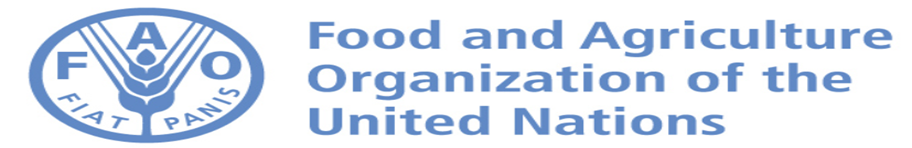 F A O
FIAT PANIS
Food and Agriculture
Organization of the
United Nations